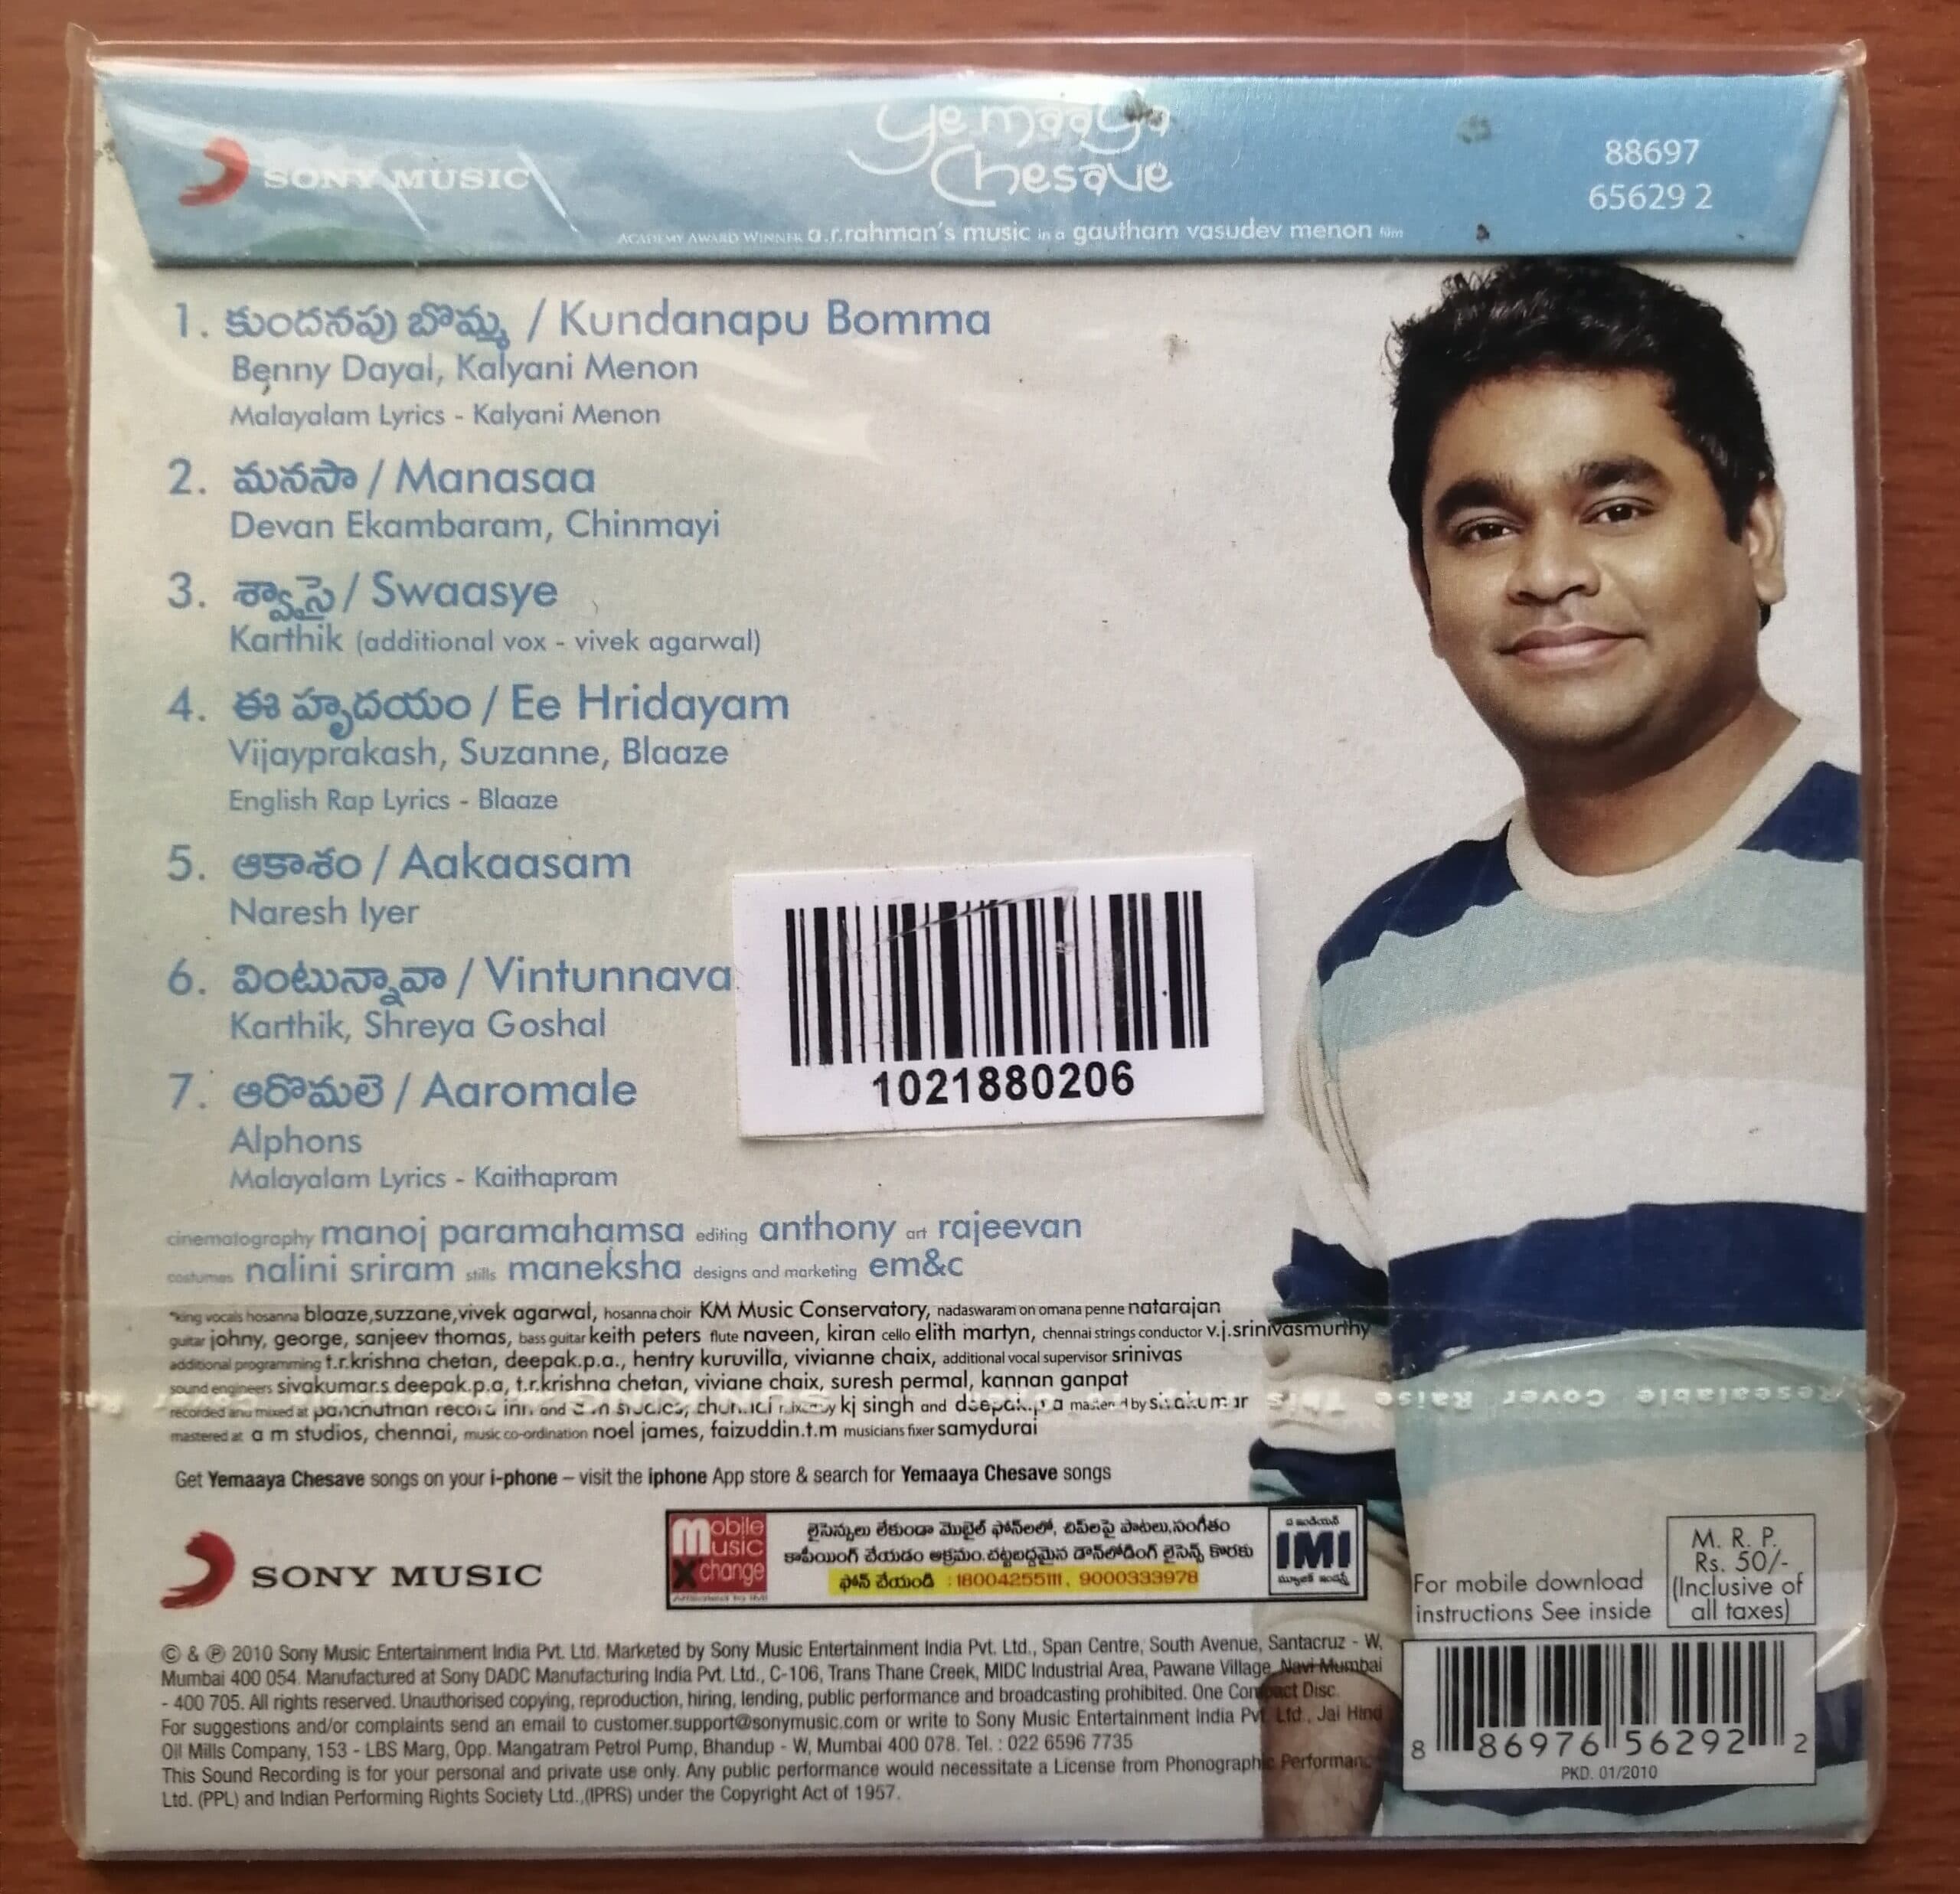 SONY MUSIC
Ye maaya
Chesave
88697
65629 2
ACADEMY AWARD WINNER a.r.rahman's music in a gautham vasudev menon film
1. కుందనపు బొమ్మ / Kundanapu Bomma
Benny Dayal, Kalyani Menon
Malayalam Lyrics - Kalyani Menon
2. మనసా / Manasaa
Devan Ekambaram, Chinmayi
3. శ్వాసై / Swaasye
Karthik (additional vox - vivek agarwal)
4. ఈ హృదయం / Ee Hridayam
Vijayprakash, Suzanne, Blaaze
English Rap Lyrics - Blaaze
5. ఆకాశం / Aakaasam
Naresh Iyer
6. వింటున్నావా / Vintunnava
Karthik, Shreya Goshal
7. ఆరొమలె / Aaromale
Alphons
Malayalam Lyrics - Kaithapram
1021880206
cinematography manoj paramahamsa editing anthony art rajeevan
costumes nalini sriram stills maneksha designs and marketing em&c
vocals hosanna blaaze,suzzane,vivek agarwal, hosanna choir KM Music Conservatory, nadaswaram on omana penne natarajan
guitar johny, george, sanjeev thomas, bass guitar keith peters flute naveen, kiran cello elith martyn, chennai strings conductor v.j.srinivasmurthy
additional programming t.r.krishna chetan, deepak.p.a., hentry kuruvilla, vivianne chaix, additional vocal supervisor srinivas
sound engineers sivakumar.s deepak.p.a, t.r.krishna chetan, viviane chaix, suresh permal, kannan ganpat
recorded and mixed at and kj singh and
mastered at a m studios, chennai, music co-ordination noel james, faizuddin.t.m musicians fixer samydurai
Resealable Cover Raise This
Get Yemaaya Chesave songs on your i-phone – visit the iphone App store & search for Yemaaya Chesave songs
SONY MUSIC
mobile
music
Xchange
లైసెన్సులు లేకుండా మొబైల్ ఫోన్‌లలో, చిప్‌లపై పాటలు,సంగీతం
కాపీయింగ్ చేయడం అక్రమం.చట్టబద్ధమైన డౌన్‌లోడింగ్ లైసెన్స్ కొరకు
ఫోన్ చేయండి : 18004255111, 9000333978
IMI
M. R. P.
Rs. 50/-
(Inclusive of
all taxes)
For mobile download
instructions See inside
© & ℗ 2010 Sony Music Entertainment India Pvt. Ltd. Marketed by Sony Music Entertainment India Pvt. Ltd., Span Centre, South Avenue, Santacruz - W,
Mumbai 400 054. Manufactured at Sony DADC Manufacturing India Pvt. Ltd., C-106, Trans Thane Creek, MIDC Industrial Area, Pawane Village, Navi Mumbai
- 400 705. All rights reserved. Unauthorised copying, reproduction, hiring, lending, public performance and broadcasting prohibited. One Compact Disc.
For suggestions and/or complaints send an email to customer.support@sonymusic.com or write to Sony Music Entertainment India Pvt. Ltd., Jai Hind
Oil Mills Company, 153 - LBS Marg, Opp. Mangatram Petrol Pump, Bhandup - W, Mumbai 400 078. Tel. : 022 6596 7735
This Sound Recording is for your personal and private use only. Any public performance would necessitate a License from Phonographic Performance
Ltd. (PPL) and Indian Performing Rights Society Ltd.,(IPRS) under the Copyright Act of 1957.
8 86976 56292 2
PKD. 01/2010